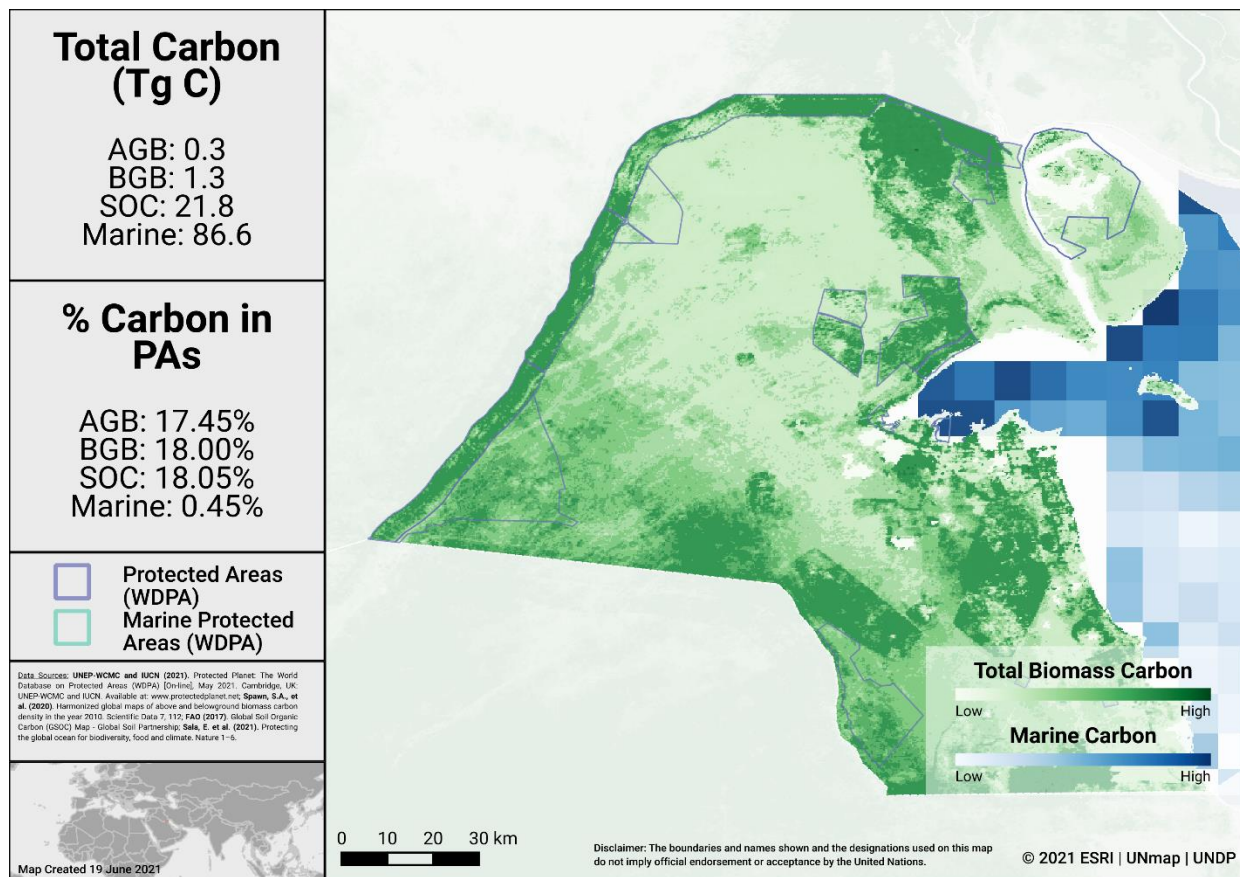 Total Carbon
(Tg C)
AGB: 0.3
BGB: 1.3
SOC: 21.8
Marine: 86.6
% Carbon in
PAs
AGB: 17.45%
BGB: 18.00%
SOC: 18.05%
Marine: 0.45%
Protected Areas
(WDPA)
Marine Protected
Areas (WDPA)
Data Sources: UNEP-WCMC and IUCN (2021). Protected Planet: The World
Database on Protected Areas (WDPA) [On-line], May 2021. Cambridge, UK:
UNEP-WCMC and IUCN. Available at: www.protectedplanet.net; Spawn, S.A., et
al. (2020). Harmonized global maps of above and belowground biomass carbon
density in the year 2010. Scientific Data 7, 112; FAO (2017). Global Soil Organic
Carbon (GSOC) Map - Global Soil Partnership; Sala, E. et al. (2021). Protecting
the global ocean for biodiversity, food and climate. Nature 1–6.
Map Created 19 June 2021
Total Biomass Carbon
Low High
Marine Carbon
Low High
0 10 20 30 km
Disclaimer: The boundaries and names shown and the designations used on this map
do not imply official endorsement or acceptance by the United Nations.
© 2021 ESRI | UNmap | UNDP